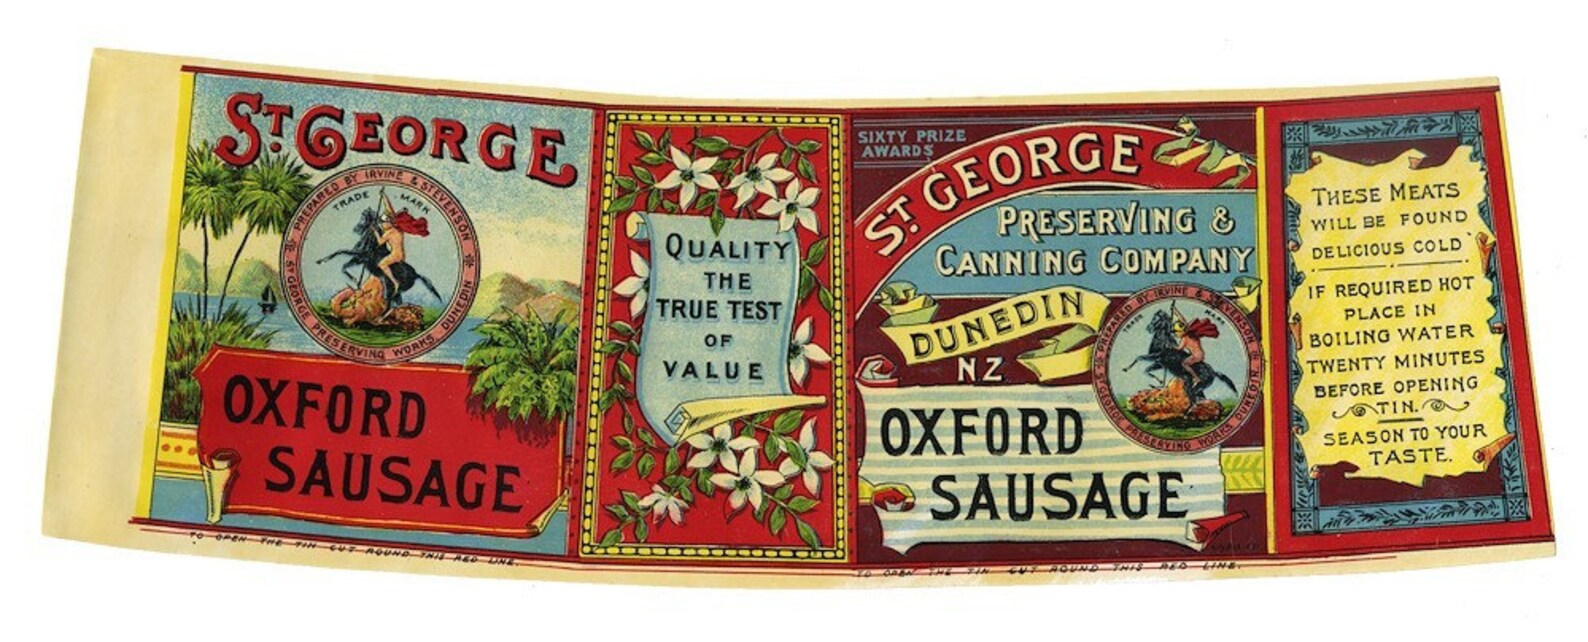 ST GEORGE
PREPARED BY IRVINE & STEVENSON
TRADE MARK
ST GEORGE PRESERVING WORKS. DUNEDIN
OXFORD
SAUSAGE
TO OPEN THE TIN CUT ROUND THIS RED LINE.
QUALITY
THE
TRUE TEST
OF
VALUE
SIXTY PRIZE
AWARDS
ST GEORGE
PRESERVING &
CANNING COMPANY
DUNEDIN
NZ
PREPARED BY IRVINE & STEVENSON
TRADE MARK
ST GEORGE PRESERVING WORKS DUNEDIN
OXFORD
SAUSAGE
TO OPEN THE TIN CUT ROUND THIS RED LINE.
THESE MEATS
WILL BE FOUND
DELICIOUS COLD
IF REQUIRED HOT
PLACE IN
BOILING WATER
TWENTY MINUTES
BEFORE OPENING
TIN.
SEASON TO YOUR
TASTE.